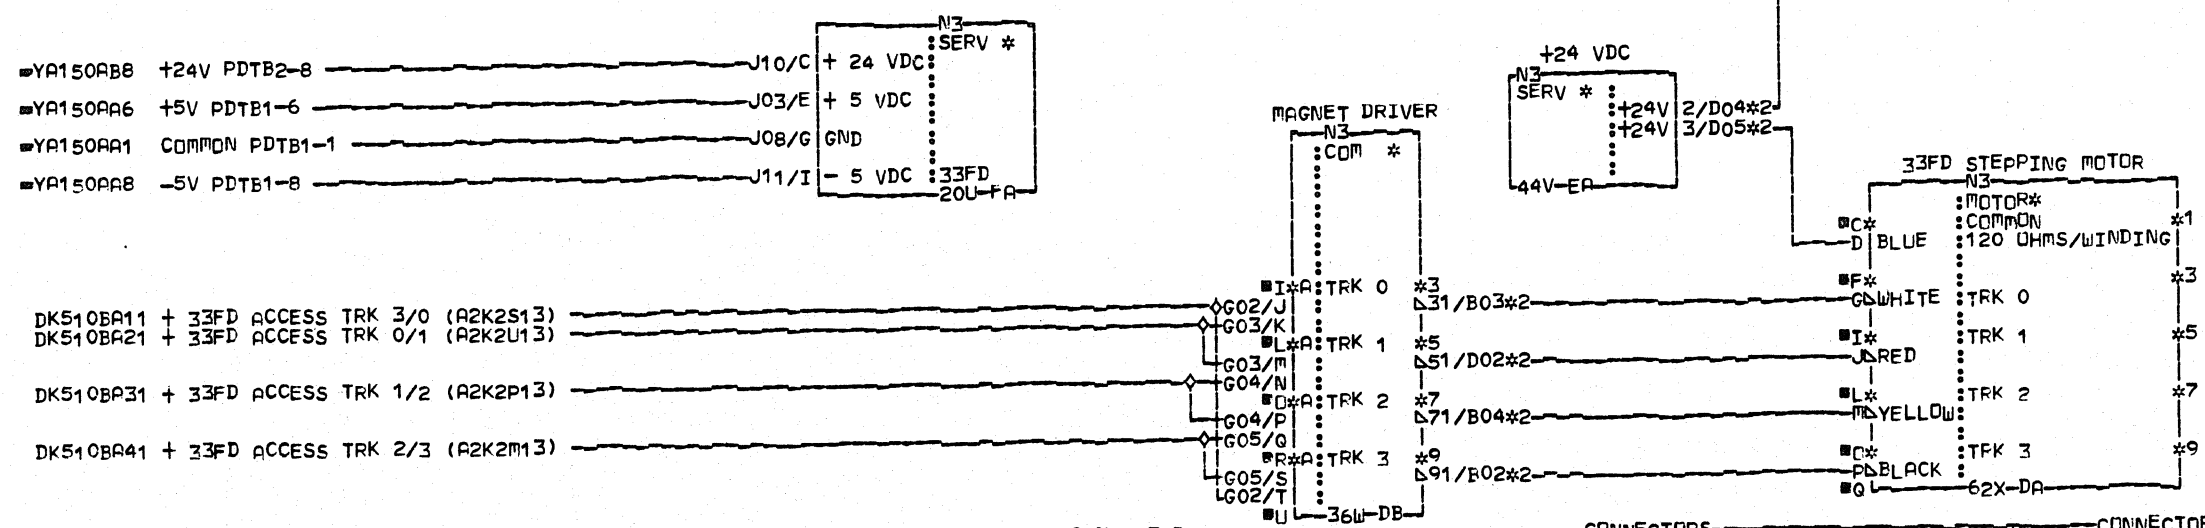 N3
SERV *
YA150AB8 +24V PDTB2-8 J10/C + 24 VDC
YA150AA6 +5V PDTB1-6 J03/E + 5 VDC
YA150AA1 COMMON PDTB1-1 J08/G GND
YA150AA8 -5V PDTB1-8 J11/I - 5 VDC 33FD
20U-FA
+24 VDC
N3
SERV *
+24V 2/D04*2
+24V 3/D05*2
44V-EA
MAGNET DRIVER
N3
COM *
I*A TRK 0 *3
G02/J 31/B03*2
G03/K
L*A TRK 1 *5
G03/M 51/D02*2
G04/N
O*A TRK 2 *7
G04/P 71/B04*2
G05/Q
R*A TRK 3 *9
G05/S 91/B02*2
G02/T
U 36W-DB
DK510BA11 + 33FD ACCESS TRK 3/0 (A2K2S13)
DK510BA21 + 33FD ACCESS TRK 0/1 (A2K2U13)
DK510BA31 + 33FD ACCESS TRK 1/2 (A2K2P13)
DK510BA41 + 33FD ACCESS TRK 2/3 (A2K2M13)
33FD STEPPING MOTOR
N3
MOTOR*
C* COMMON *1
D BLUE 120 OHMS/WINDING
F* *3
G WHITE TRK 0
I* TRK 1 *5
J RED
L* TRK 2 *7
M YELLOW
O* TRK 3 *9
P BLACK
Q 62X-DA
CONNECTORS CONNECTOR